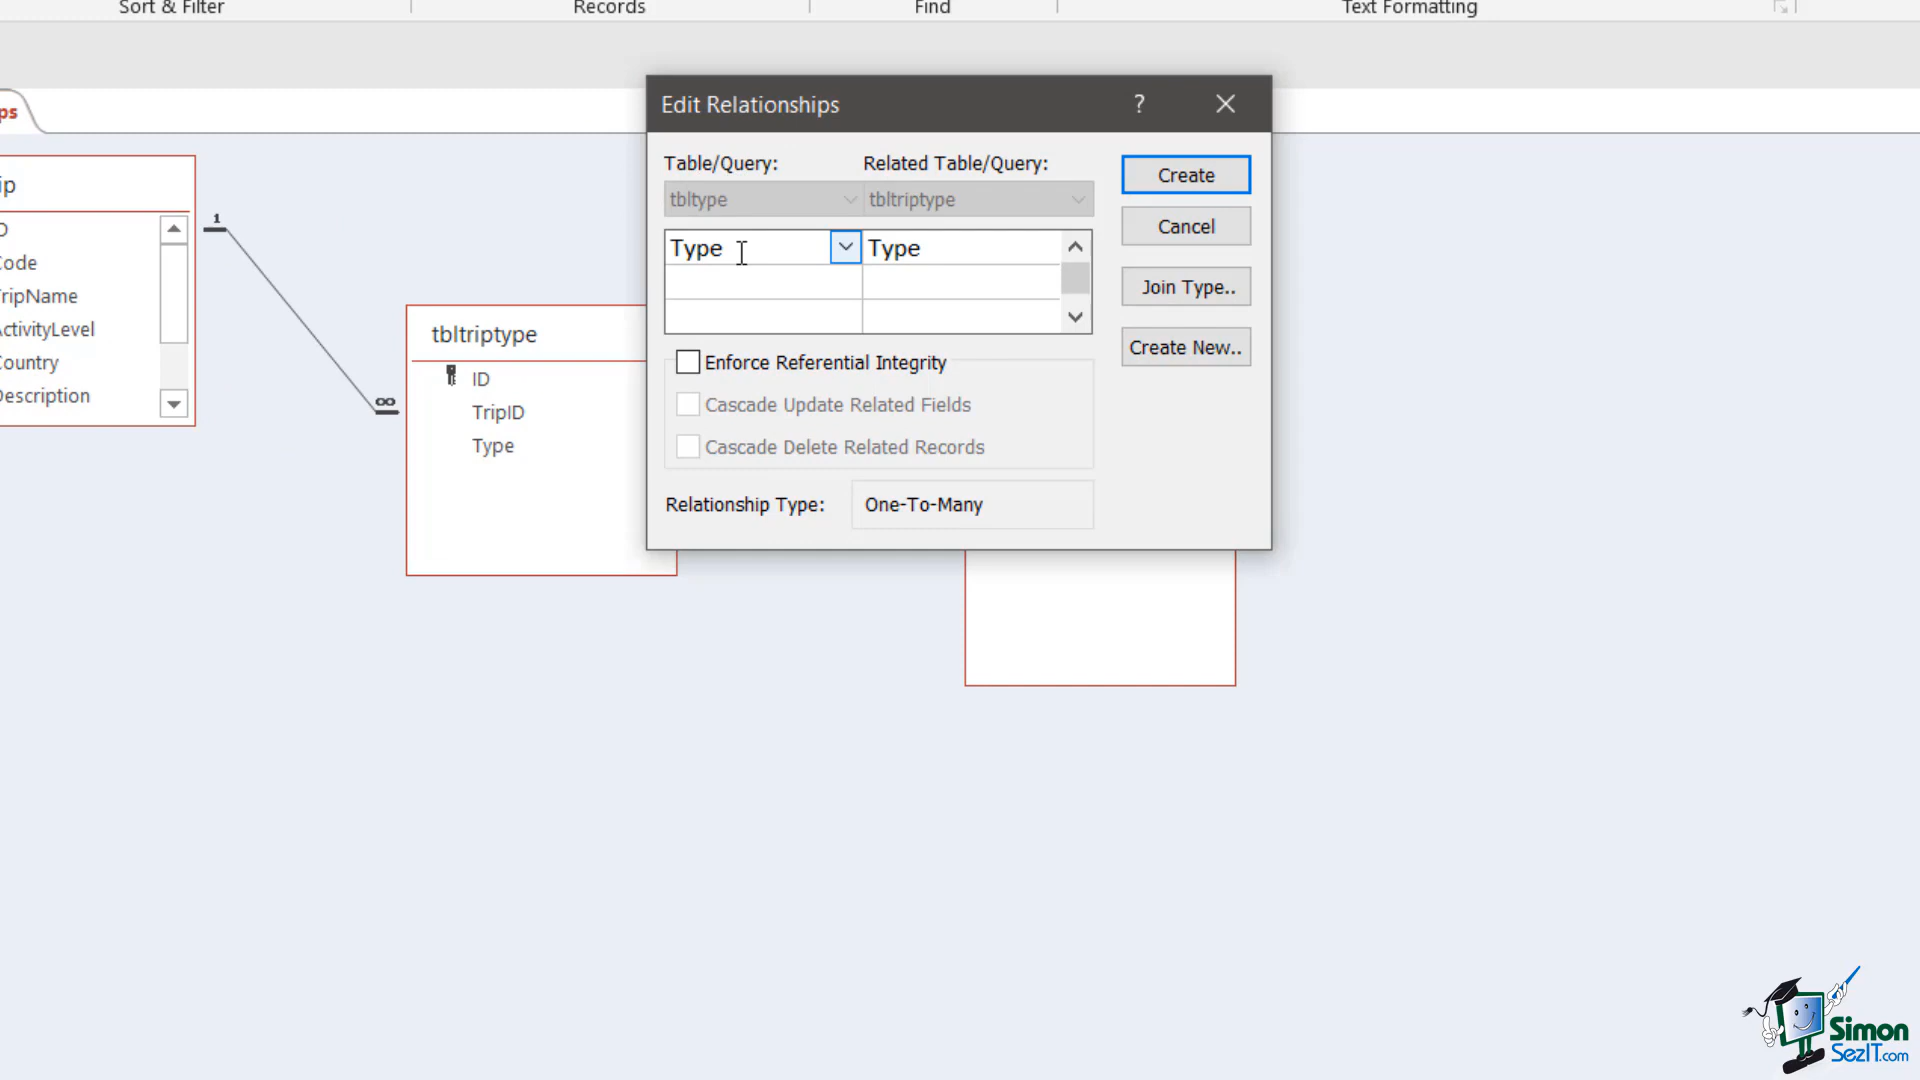 Sort & Filter
Records
Find
Text Formatting
ps
Edit Relationships
?
Table/Query:
Related Table/Query:
Create
tbltype
tbltriptype
Cancel
Type
Type
Join Type..
Create New..
Enforce Referential Integrity
Cascade Update Related Fields
Cascade Delete Related Records
Relationship Type:
One-To-Many
ip
D
Code
TripName
ActivityLevel
Country
Description
1
∞
tbltriptype
ID
TripID
Type
Simon
SezIT.com